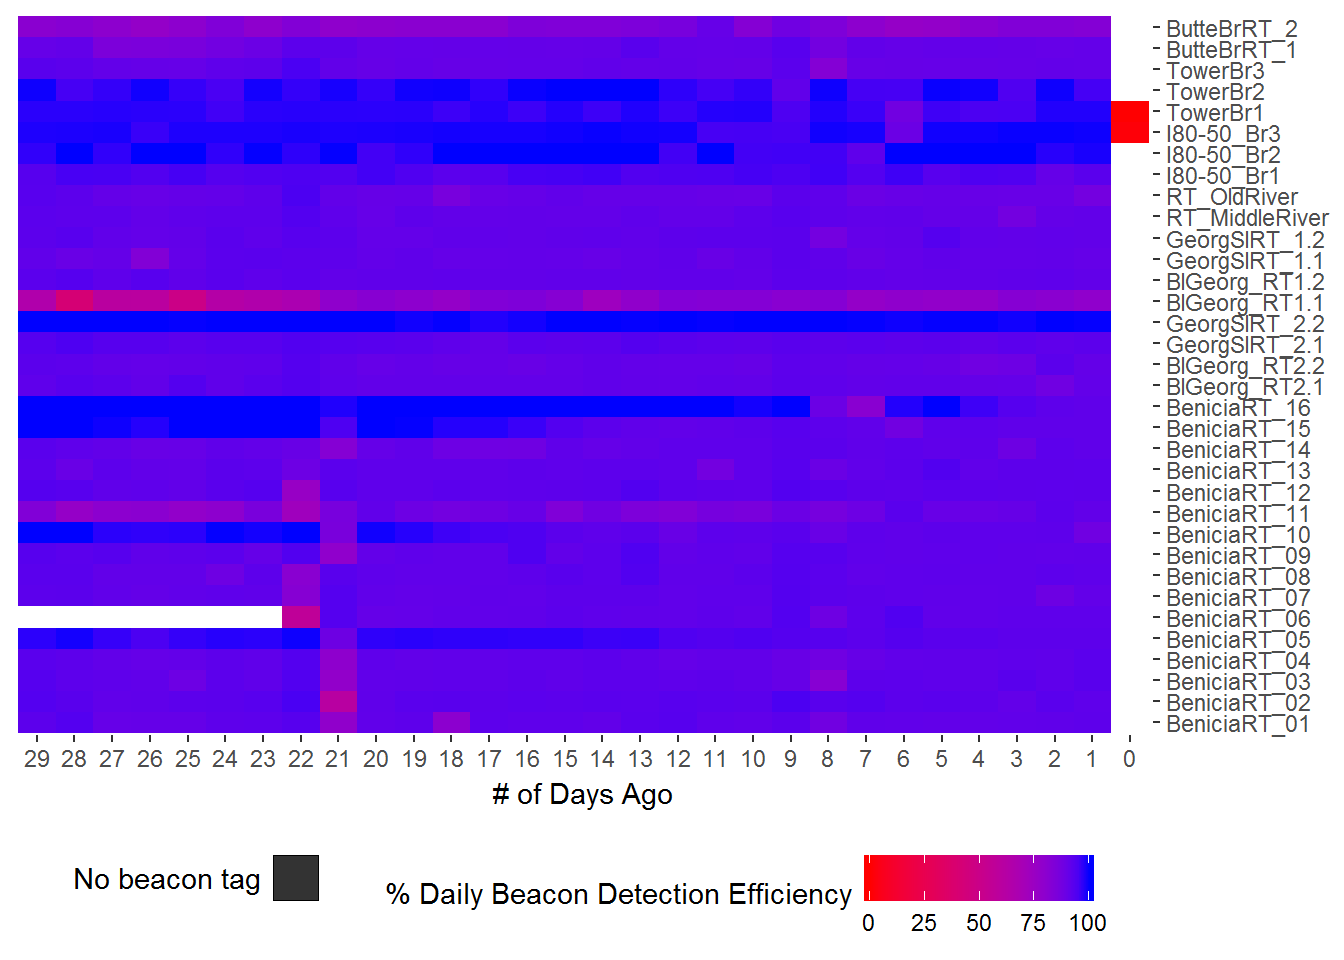 ButteBrRT_2
ButteBrRT_1
TowerBr3
TowerBr2
TowerBr1
I80-50_Br3
I80-50_Br2
I80-50_Br1
RT_OldRiver
RT_MiddleRiver
GeorgSlRT_1.2
GeorgSlRT_1.1
BlGeorg_RT1.2
BlGeorg_RT1.1
GeorgSlRT_2.2
GeorgSlRT_2.1
BlGeorg_RT2.2
BlGeorg_RT2.1
BeniciaRT_16
BeniciaRT_15
BeniciaRT_14
BeniciaRT_13
BeniciaRT_12
BeniciaRT_11
BeniciaRT_10
BeniciaRT_09
BeniciaRT_08
BeniciaRT_07
BeniciaRT_06
BeniciaRT_05
BeniciaRT_04
BeniciaRT_03
BeniciaRT_02
BeniciaRT_01
29 28 27 26 25 24 23 22 21 20 19 18 17 16 15 14 13 12 11 10 9 8 7 6 5 4 3 2 1 0
# of Days Ago
No beacon tag
% Daily Beacon Detection Efficiency
0 25 50 75 100